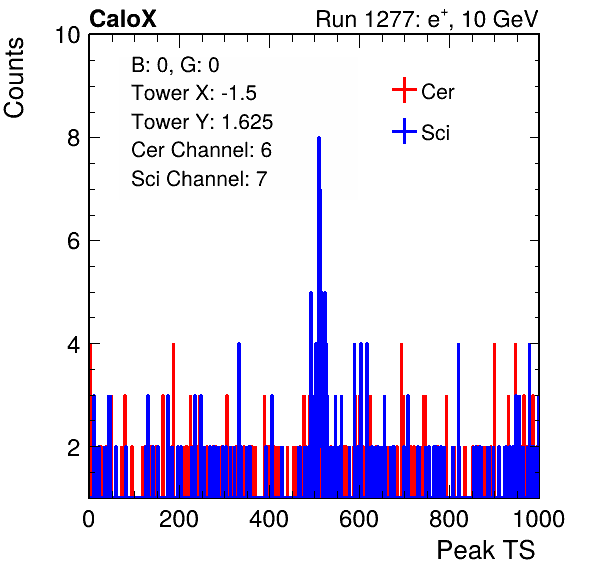 CaloX
Run 1277: e+, 10 GeV
Counts
10
8
6
4
2
B: 0, G: 0
Tower X: -1.5
Tower Y: 1.625
Cer Channel: 6
Sci Channel: 7
Cer
Sci
0 200 400 600 800 1000
Peak TS